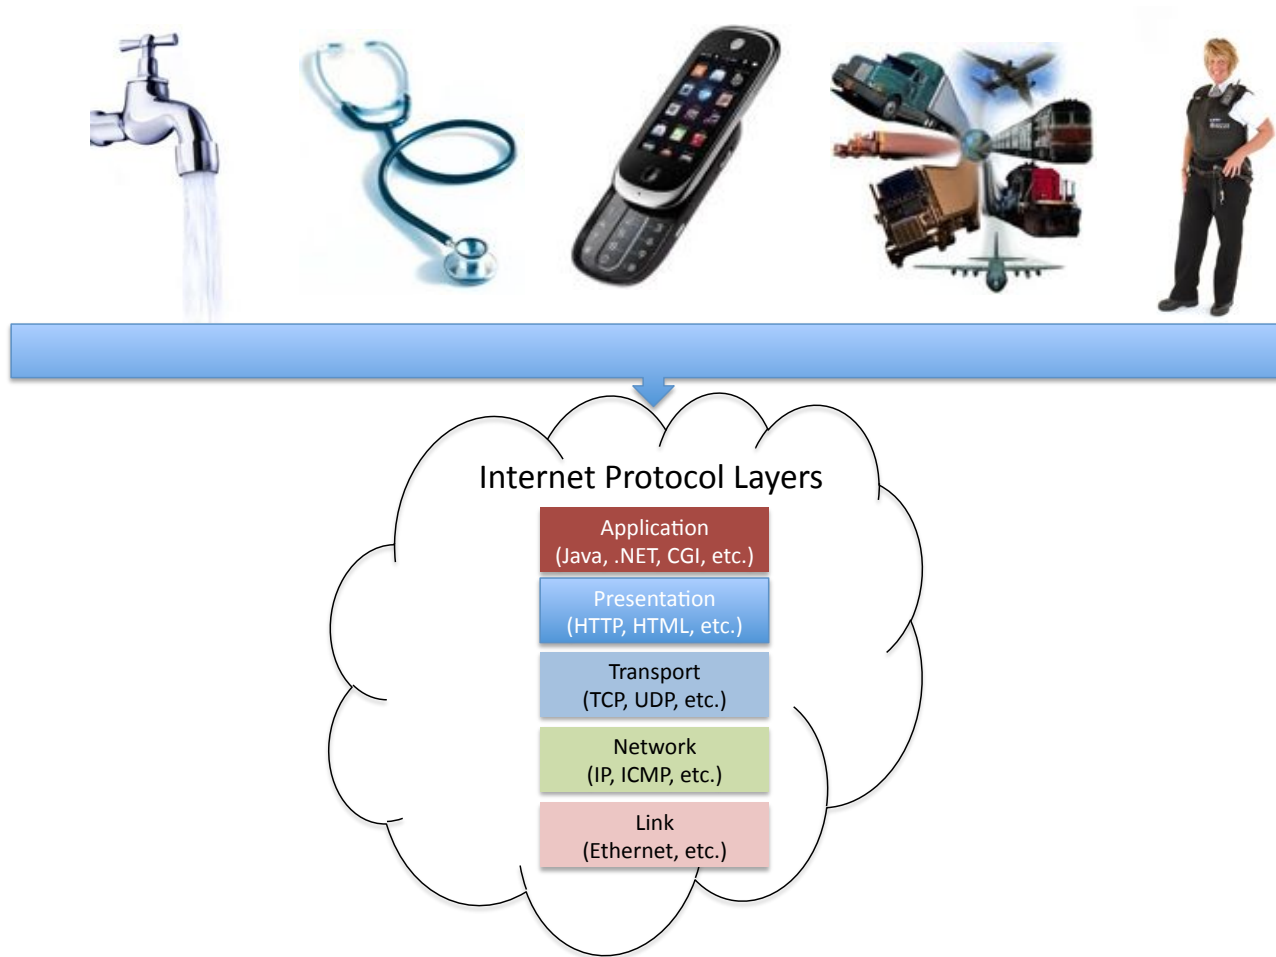 Internet Protocol Layers
Application
(Java, .NET, CGI, etc.)
Presentation
(HTTP, HTML, etc.)
Transport
(TCP, UDP, etc.)
Network
(IP, ICMP, etc.)
Link
(Ethernet, etc.)